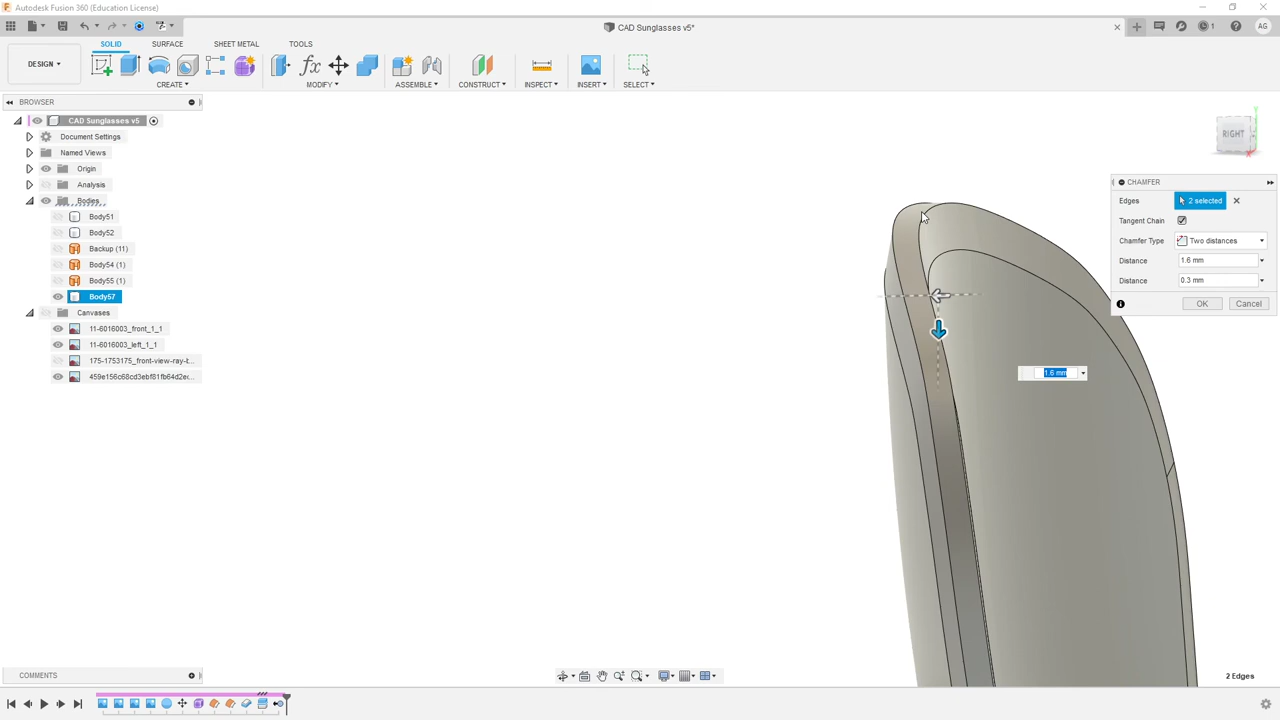 Autodesk Fusion 360 (Education License)
CAD Sunglasses v5*
1
AG
DESIGN
SOLID
SURFACE
SHEET METAL
TOOLS
CREATE
MODIFY
ASSEMBLE
CONSTRUCT
INSPECT
INSERT
SELECT
BROWSER
CAD Sunglasses v5
Document Settings
Named Views
Origin
Analysis
Bodies
Body51
Body52
Backup (11)
Body54 (1)
Body55 (1)
Body57
Canvases
11-6016003_front_1_1
11-6016003_left_1_1
175-1753175_front-view-ray-t...
459e156c68cd3ebf81fb64d2ec...
RIGHT
CHAMFER
Edges
2 selected
Tangent Chain
Chamfer Type
Two distances
Distance
1.6 mm
Distance
0.3 mm
OK
Cancel
1.6 mm
COMMENTS
2 Edges